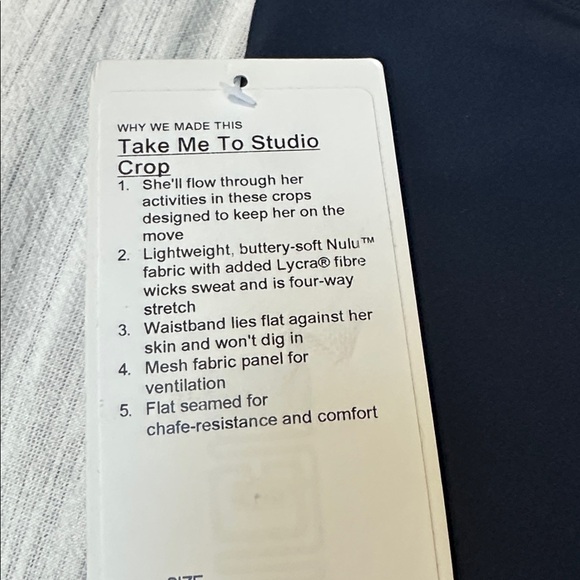 WHY WE MADE THIS
Take Me To Studio
Crop
1. She'll flow through her
activities in these crops
designed to keep her on the
move
2. Lightweight, buttery-soft Nulu™
fabric with added Lycra® fibre
wicks sweat and is four-way
stretch
3. Waistband lies flat against her
skin and won't dig in
4. Mesh fabric panel for
ventilation
5. Flat seamed for
chafe-resistance and comfort
SIZE